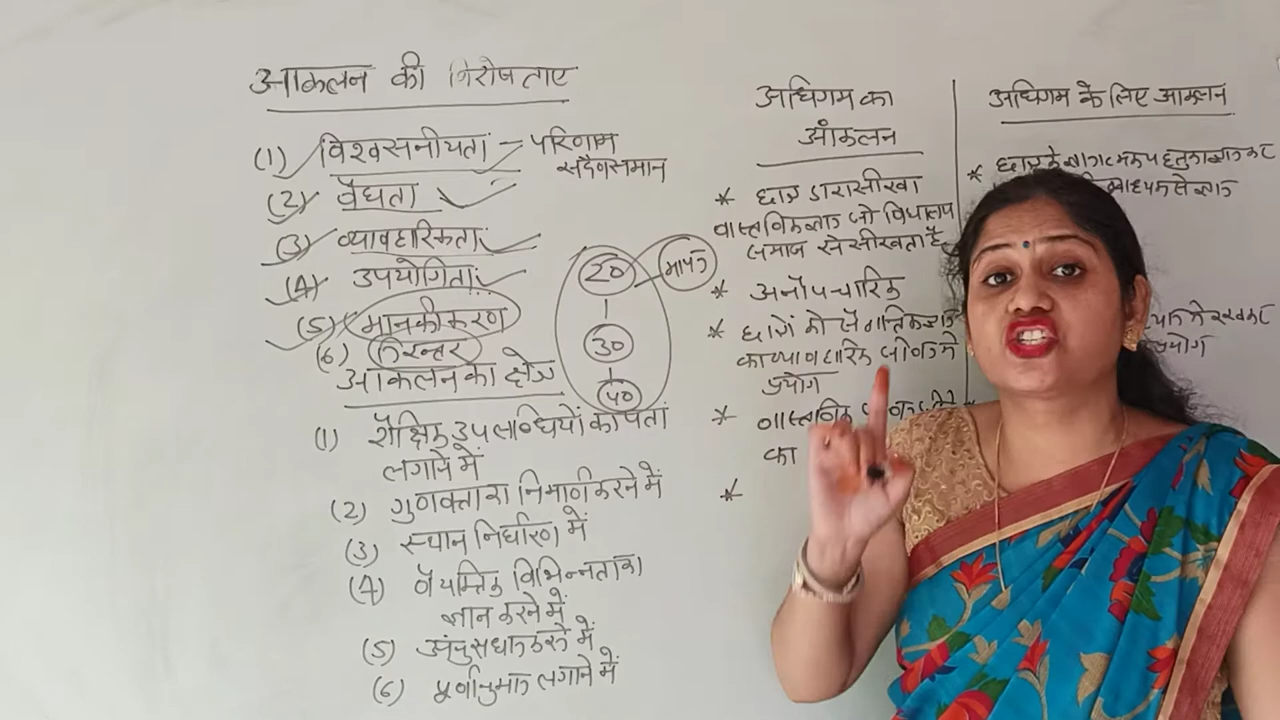 आकलन की विशेषताए
(1) विश्वसनीयता - परिणाम
सदैव समान
(2) वैधता
(3) व्यावहारिकता
(4) उपयोगिता
(5) मानकीकरण
(6) निरन्तर
20
30
40
मापन
आकलन का क्षेत्र
(1) शैक्षिक उपलब्धियों का पता
लगाने में
(2) गुणवत्ता का निर्माण करने में
(3) स्थान निर्धारण में
(4) वैयक्तिक विभिन्नता का
ज्ञान करने में
(5) अनुसंधान करने में
(6) पूर्वानुमान लगाने में
अधिगम का
आंकलन
* छात्र द्वारा सीखा
वास्तविक ज्ञान जो विधालय
समाज से सीखता है
* अनौपचारिक
* छात्रों को सैद्धान्तिक ज्ञान
का व्यावहारिक जीवन मे
प्रयोग
* वास्तविक
का
*
अधिगम के लिए आकलन
* छात्र के
प्रयोग